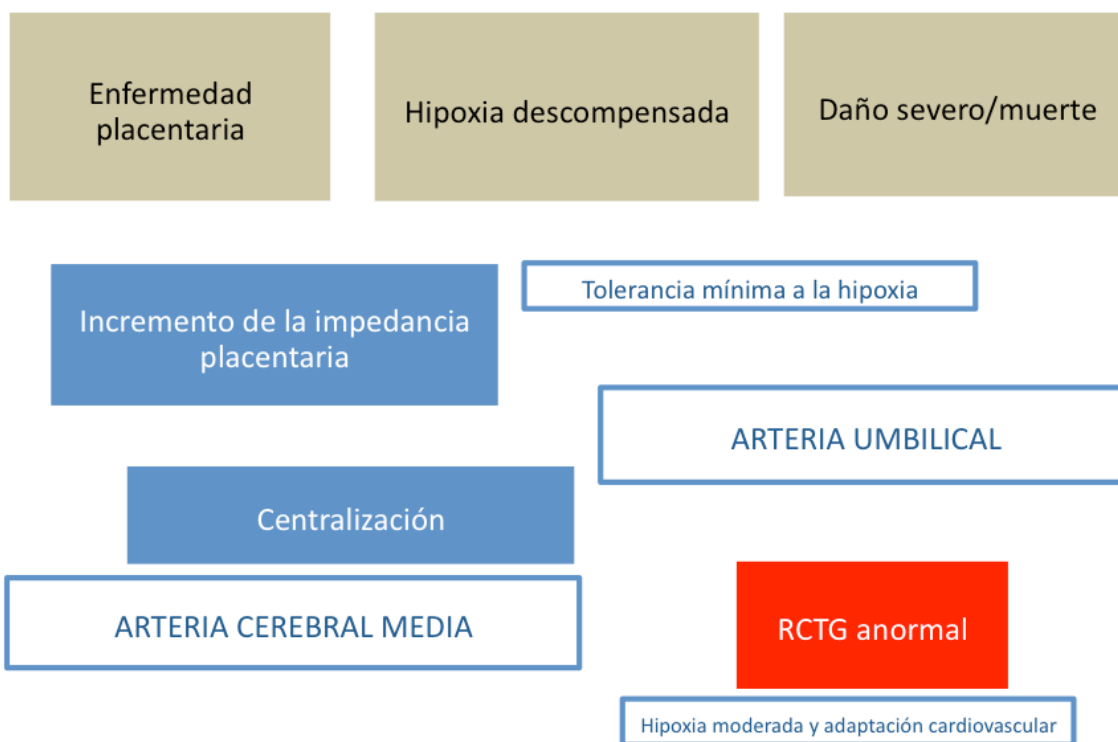 Enfermedad
placentaria
Hipoxia descompensada
Daño severo/muerte
Incremento de la impedancia
placentaria
Tolerancia mínima a la hipoxia
ARTERIA UMBILICAL
Centralización
ARTERIA CEREBRAL MEDIA
RCTG anormal
Hipoxia moderada y adaptación cardiovascular